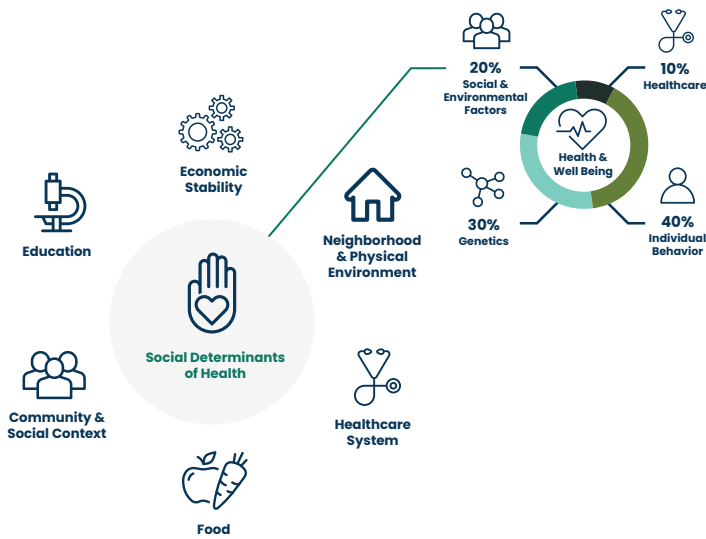 20%
Social &
Environmental
Factors
10%
Healthcare
Health &
Well Being
30%
Genetics
40%
Individual
Behavior
Economic
Stability
Education
Neighborhood
& Physical
Environment
Social Determinants
of Health
Community &
Social Context
Healthcare
System
Food